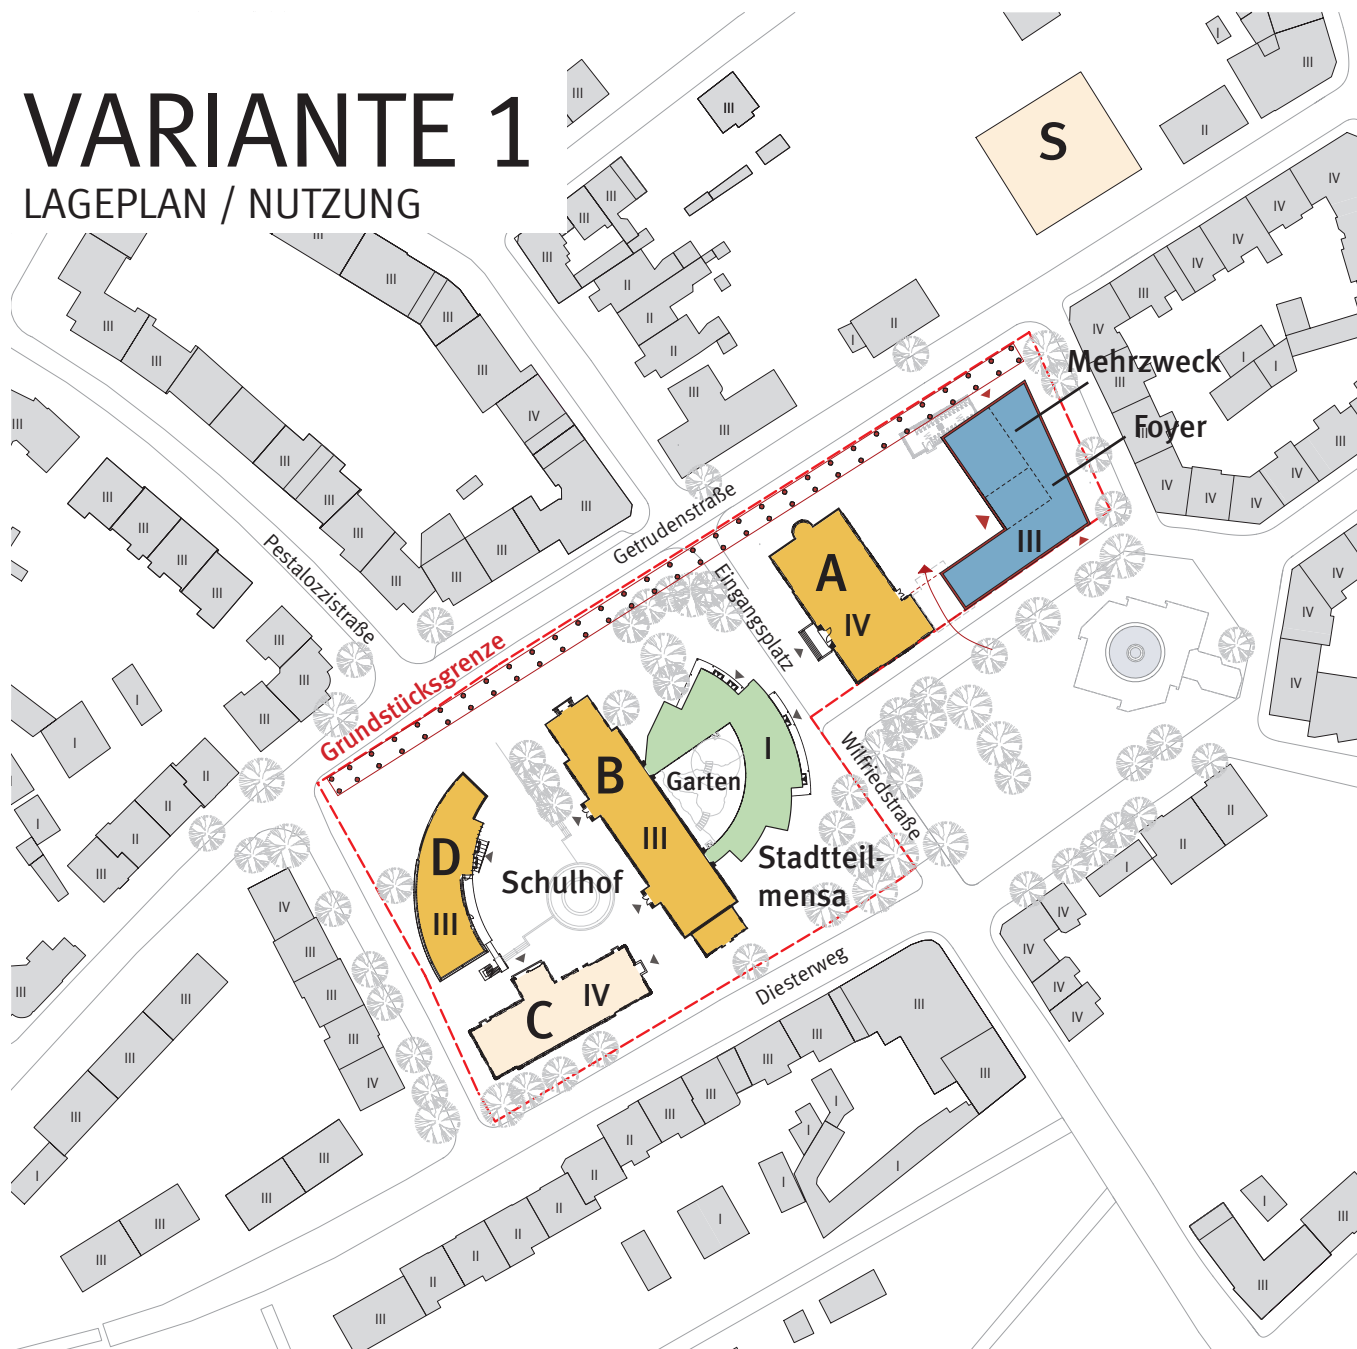 VARIANTE 1
LAGEPLAN / NUTZUNG
S
Mehrzweck
Foyer
III
Getrudenstraße
Pestalozzistraße
Eingangsplatz
A
IV
Grundstücksgrenze
B
III
I
Garten
Wilfriedstraße
D
III
Schulhof
Stadtteil-
mensa
C
IV
Diesterweg